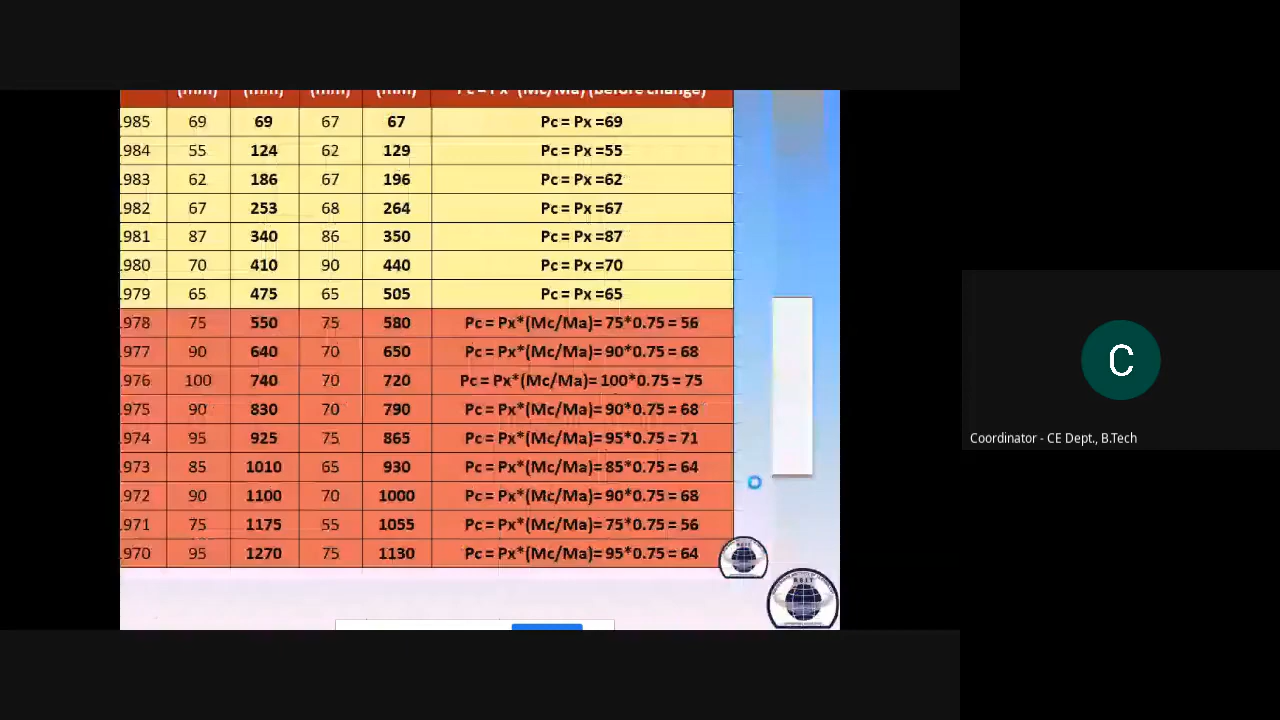 (mm) (mm) (mm) (mm) Pc = Px* (Mc/Ma) (before change)
.985 69 69 67 67 Pc = Px =69
.984 55 124 62 129 Pc = Px =55
.983 62 186 67 196 Pc = Px =62
.982 67 253 68 264 Pc = Px =67
.981 87 340 86 350 Pc = Px =87
.980 70 410 90 440 Pc = Px =70
.979 65 475 65 505 Pc = Px =65
.978 75 550 75 580 Pc = Px*(Mc/Ma)= 75*0.75 = 56
.977 90 640 70 650 Pc = Px*(Mc/Ma)= 90*0.75 = 68
.976 100 740 70 720 Pc = Px*(Mc/Ma)= 100*0.75 = 75
.975 90 830 70 790 Pc = Px*(Mc/Ma)= 90*0.75 = 68
.974 95 925 75 865 Pc = Px*(Mc/Ma)= 95*0.75 = 71
.973 85 1010 65 930 Pc = Px*(Mc/Ma)= 85*0.75 = 64
.972 90 1100 70 1000 Pc = Px*(Mc/Ma)= 90*0.75 = 68
.971 75 1175 55 1055 Pc = Px*(Mc/Ma)= 75*0.75 = 56
.970 95 1270 75 1130 Pc = Px*(Mc/Ma)= 95*0.75 = 64
C
Coordinator - CE Dept., B.Tech